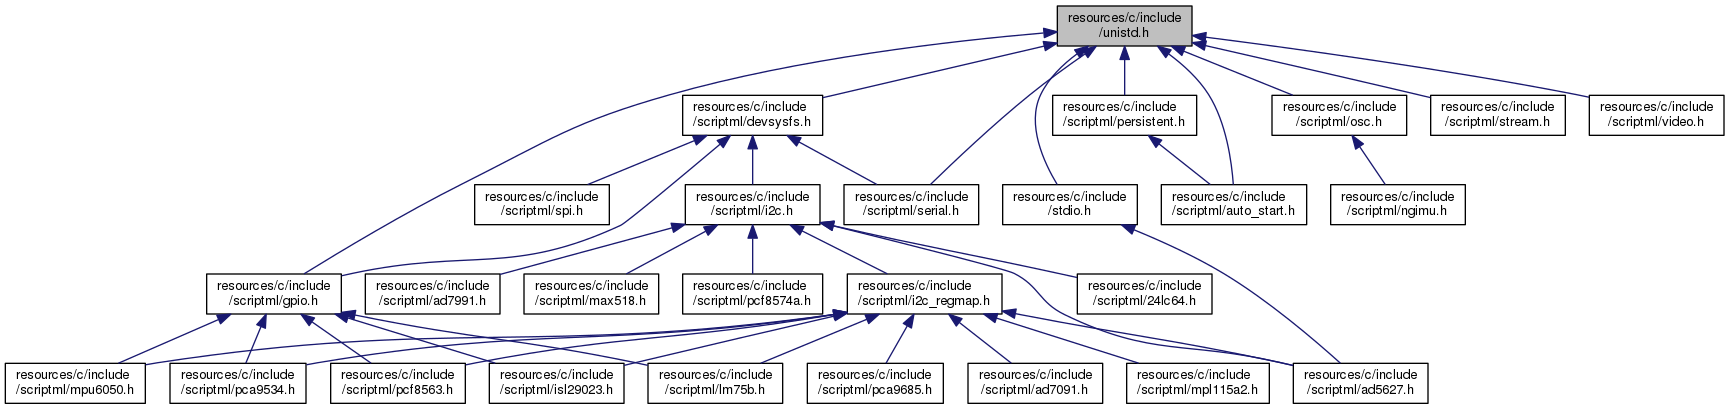 resources/c/include
/unistd.h
resources/c/include
/scriptml/devsysfs.h
resources/c/include
/scriptml/persistent.h
resources/c/include
/scriptml/osc.h
resources/c/include
/scriptml/stream.h
resources/c/include
/scriptml/video.h
resources/c/include
/scriptml/spi.h
resources/c/include
/scriptml/i2c.h
resources/c/include
/scriptml/serial.h
resources/c/include
/stdio.h
resources/c/include
/scriptml/auto_start.h
resources/c/include
/scriptml/ngimu.h
resources/c/include
/scriptml/gpio.h
resources/c/include
/scriptml/ad7991.h
resources/c/include
/scriptml/max518.h
resources/c/include
/scriptml/pcf8574a.h
resources/c/include
/scriptml/i2c_regmap.h
resources/c/include
/scriptml/24lc64.h
resources/c/include
/scriptml/mpu6050.h
resources/c/include
/scriptml/pca9534.h
resources/c/include
/scriptml/pcf8563.h
resources/c/include
/scriptml/isl29023.h
resources/c/include
/scriptml/lm75b.h
resources/c/include
/scriptml/pca9685.h
resources/c/include
/scriptml/ad7091.h
resources/c/include
/scriptml/mpl115a2.h
resources/c/include
/scriptml/ad5627.h